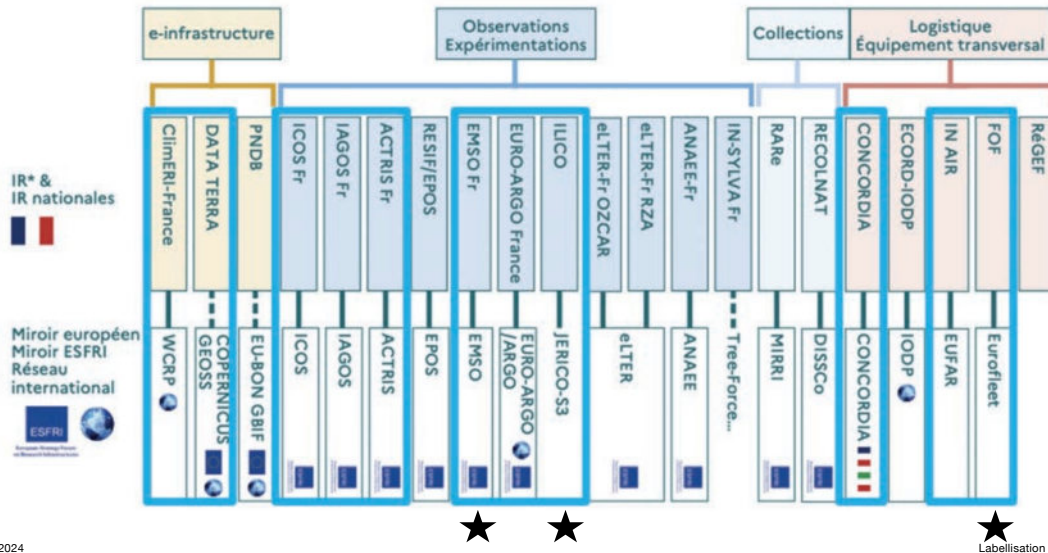 e-infrastructure
Observations
Expérimentations
Collections
Logistique
Équipement transversal
IR* &
IR nationales
ClimERI-France
DATA TERRA
PNDB
ICOS Fr
IAGOS Fr
ACTRIS Fr
RESIF/EPOS
EMSO Fr
EURO-ARGO France
ILICO
eLTER-Fr OZCAR
eLTER-Fr RZA
ANAEE-Fr
IN-SYLVA Fr
RARe
RECOLNAT
CONCORDIA
ECORD-IODP
IN AIR
FOF
RéGEF
Miroir européen
Miroir ESFRI
Réseau
international
ESFRI
WCRP
COPERNICUS
GEOSS
EU-BON GBIF
ICOS
IAGOS
ACTRIS
EPOS
EMSO
EURO-ARGO
/ARGO
JERICO-S3
eLTER
ANAEE
Tree-Force...
MIRRI
DISSCo
CONCORDIA
IODP
EUFAR
Eurofleet
2024
Labellisation